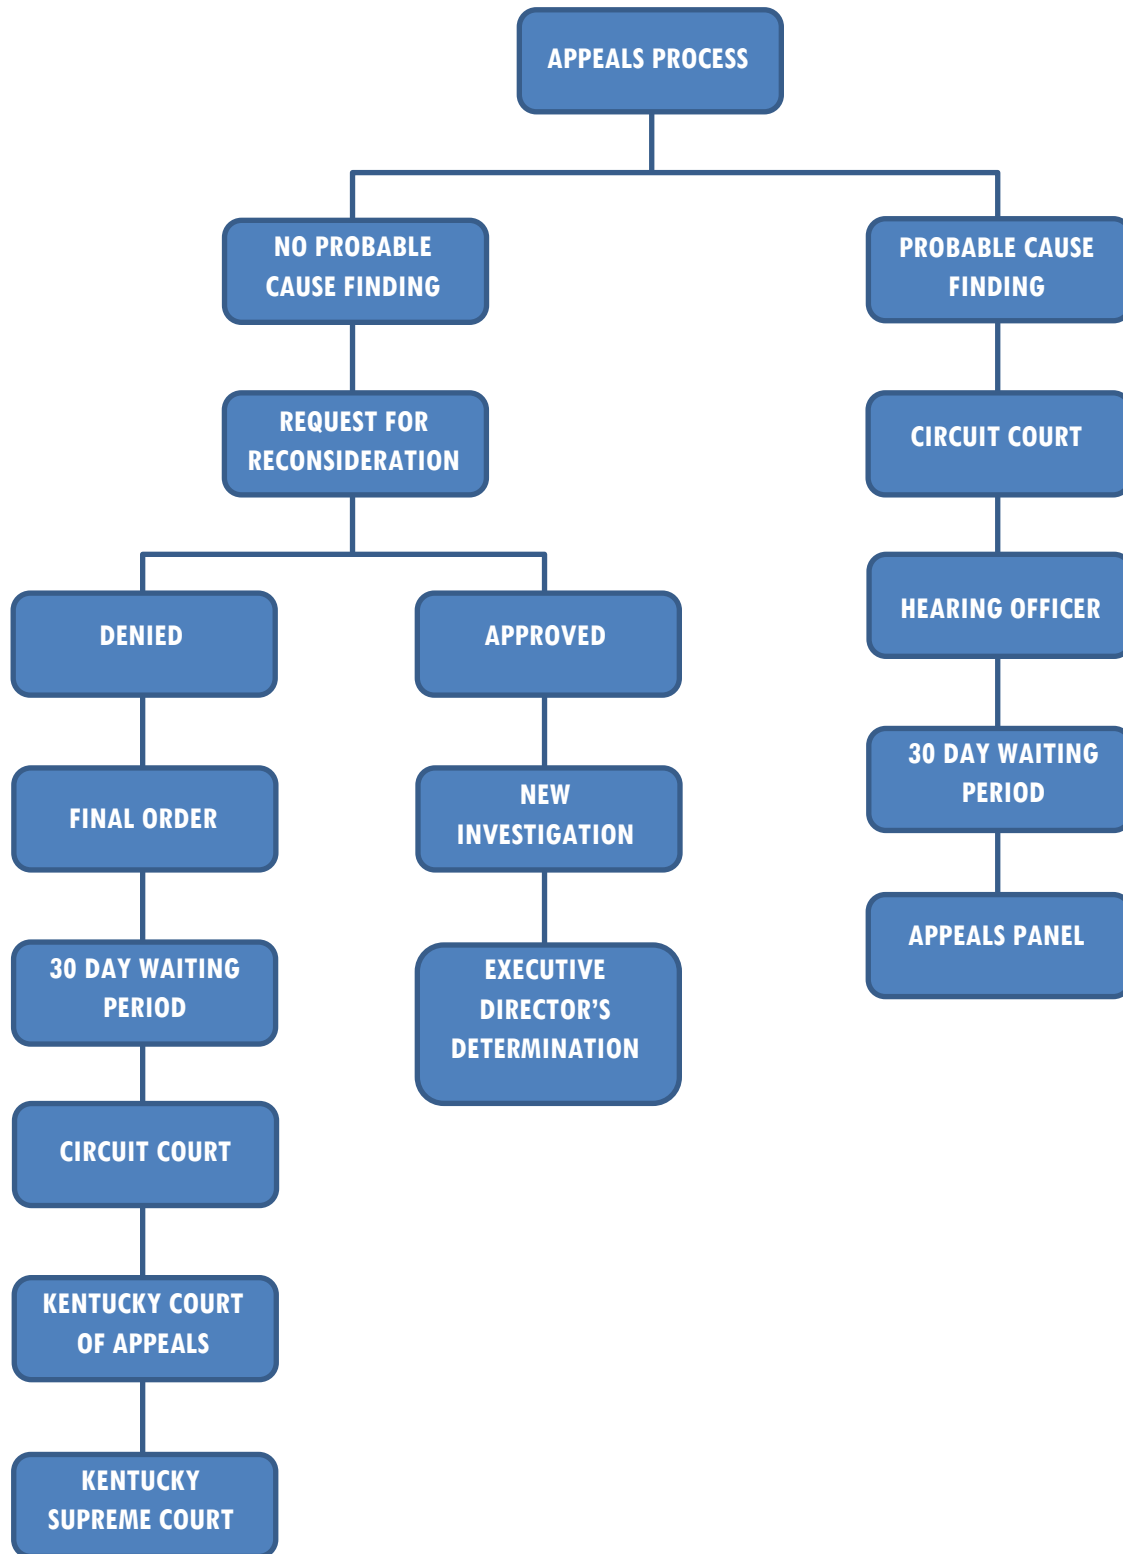 APPEALS PROCESS
NO PROBABLE
CAUSE FINDING
PROBABLE CAUSE
FINDING
REQUEST FOR
RECONSIDERATION
CIRCUIT COURT
DENIED
APPROVED
HEARING OFFICER
FINAL ORDER
NEW
INVESTIGATION
30 DAY WAITING
PERIOD
30 DAY WAITING
PERIOD
EXECUTIVE
DIRECTOR'S
DETERMINATION
APPEALS PANEL
CIRCUIT COURT
KENTUCKY COURT
OF APPEALS
KENTUCKY
SUPREME COURT